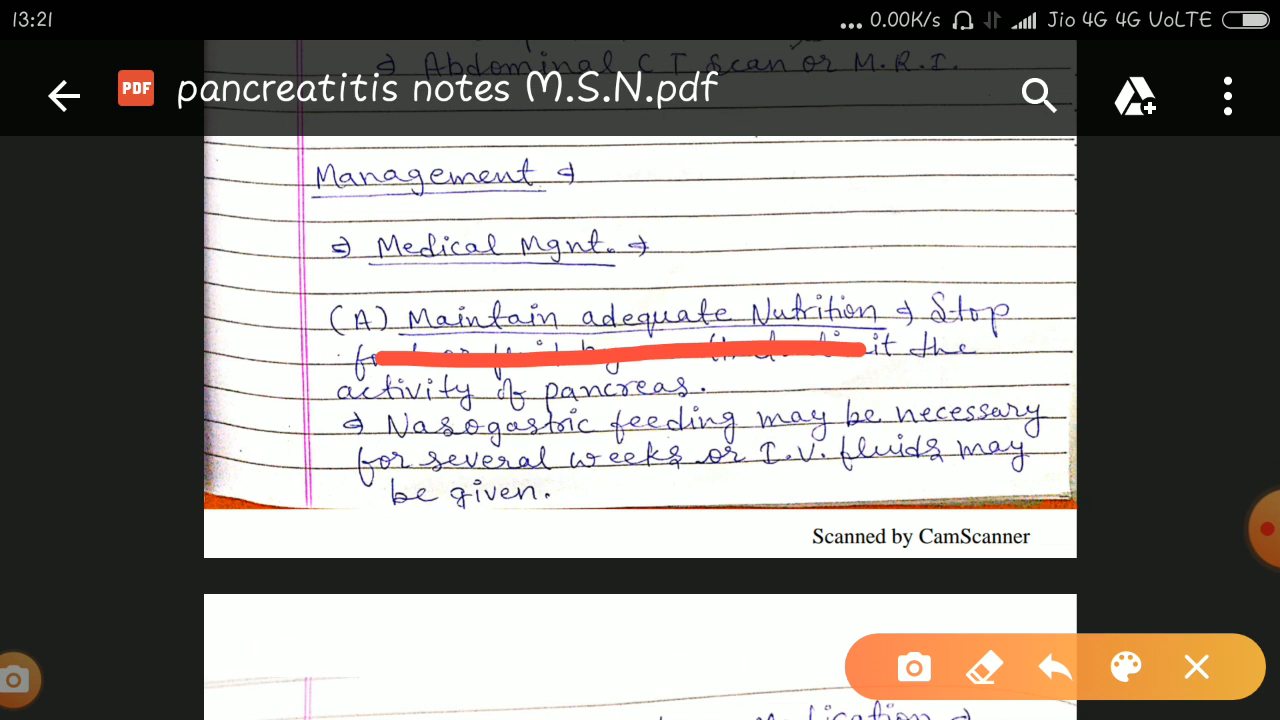 13:21 ... 0.00K/s Jio 4G 4G VoLTE
⇒ Abdominal C T Scan or M.R.I.
PDF pancreatitis notes M.S.N.pdf
Management ⇒
⇒ Medical Mgnt. ⇒
(A) Maintain adequate Nutrition ⇒ Stop
the
activity of pancreas.
⇒ Nasogastric feeding may be necessary
for several weeks or I.V. fluids may
be given.
Scanned by CamScanner